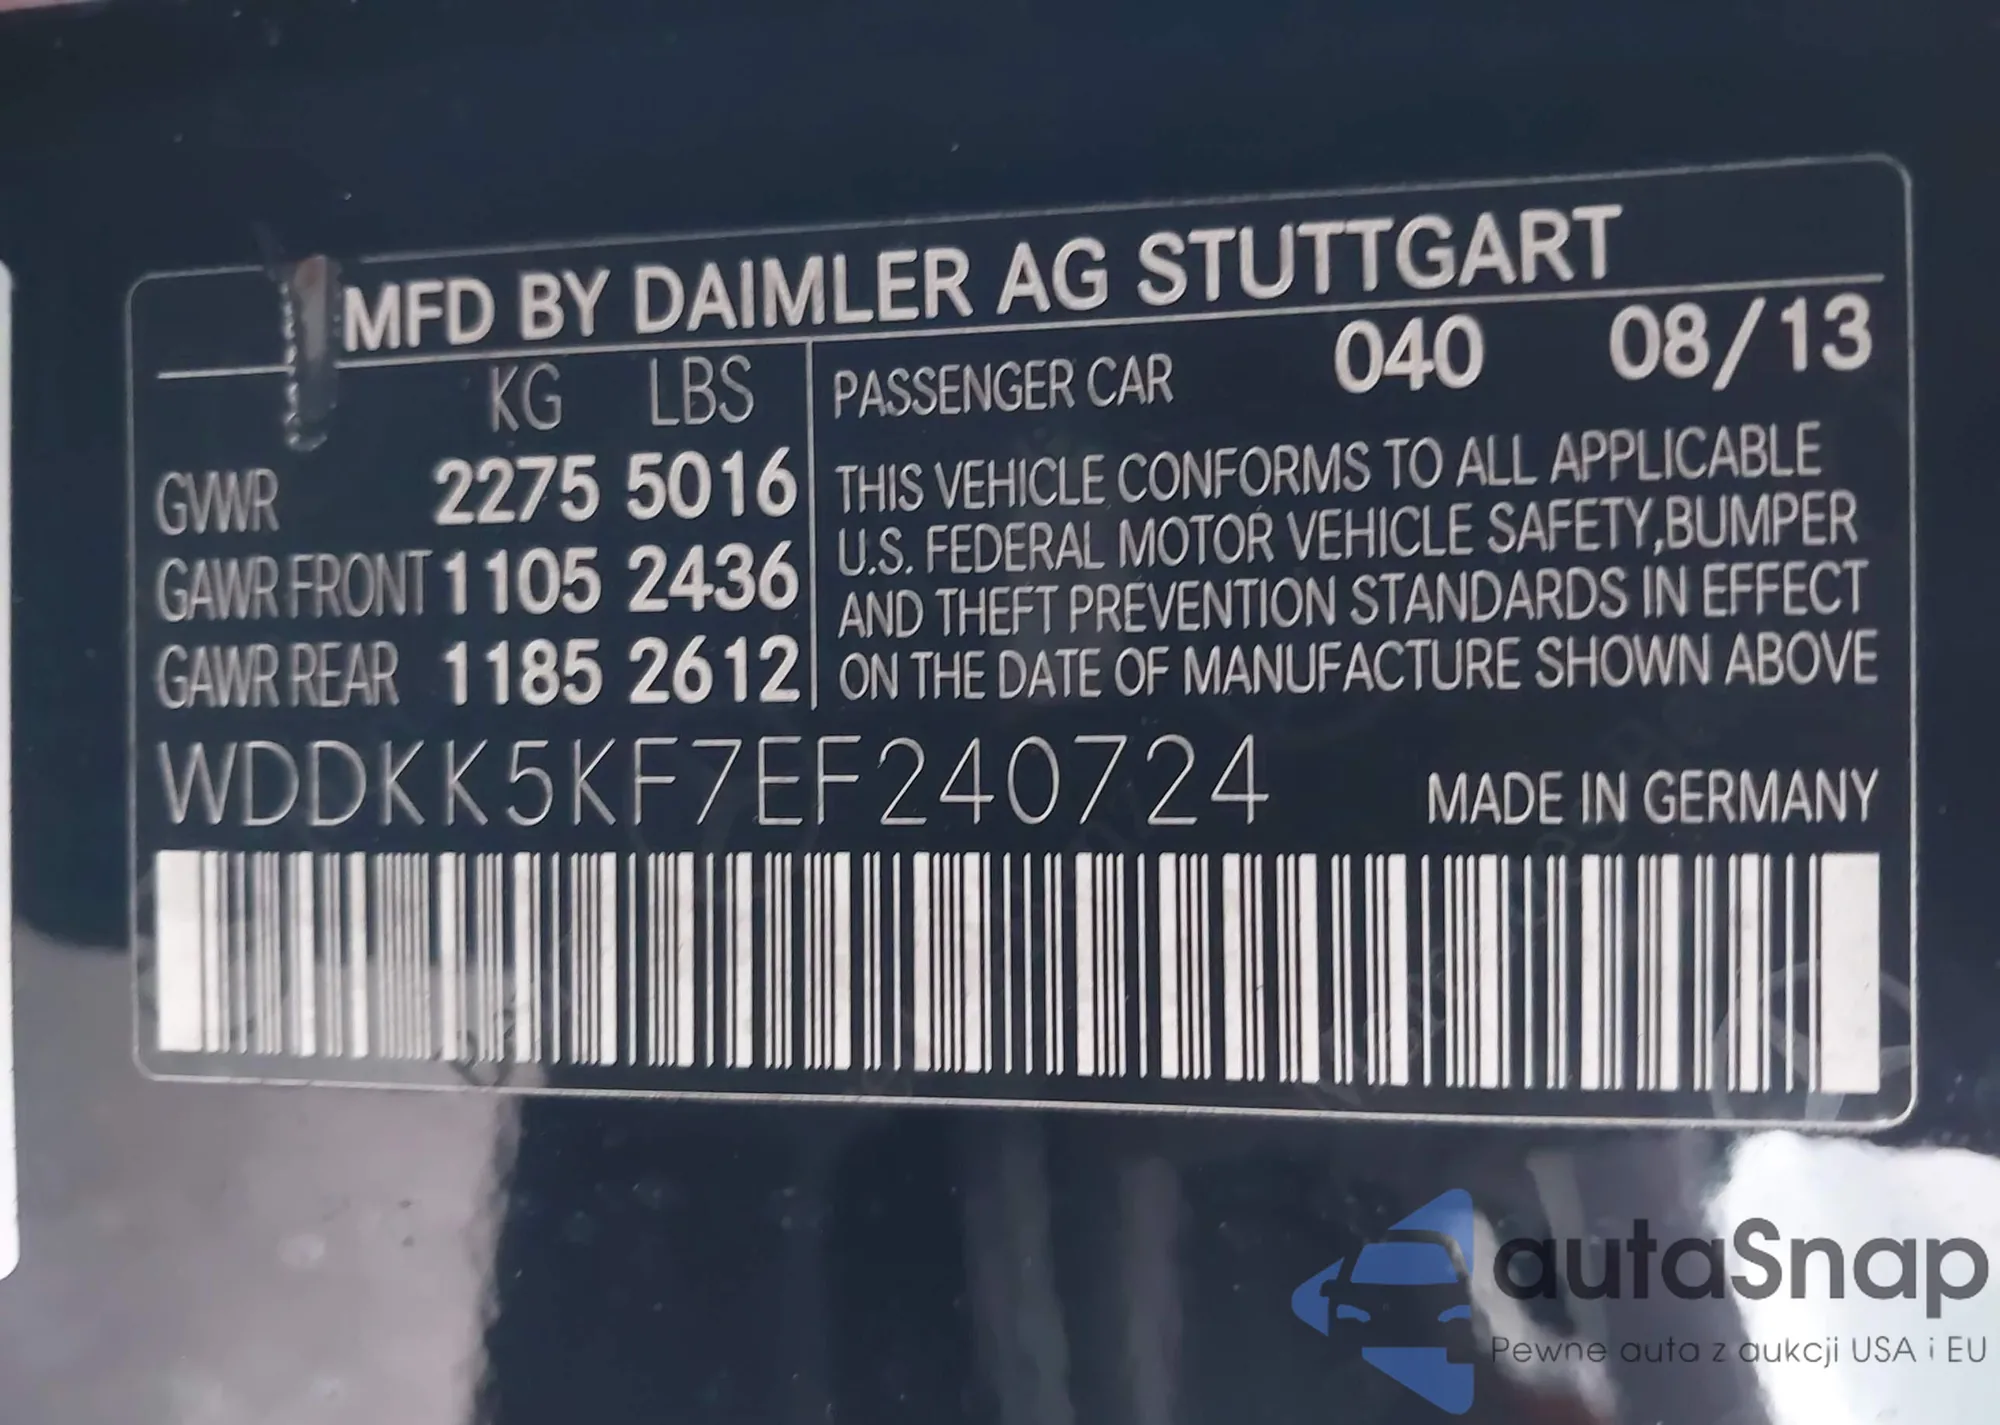 MFD BY DAIMLER AG STUTTGART
KG LBS
PASSENGER CAR 040 08/13
GVWR 2275 5016
GAWR FRONT 1105 2436
GAWR REAR 1185 2612
THIS VEHICLE CONFORMS TO ALL APPLICABLE
U.S. FEDERAL MOTOR VEHICLE SAFETY,BUMPER
AND THEFT PREVENTION STANDARDS IN EFFECT
ON THE DATE OF MANUFACTURE SHOWN ABOVE
WDDKK5KF7EF240724
MADE IN GERMANY
autaSnap
Pewne auta z aukcji USA i EU